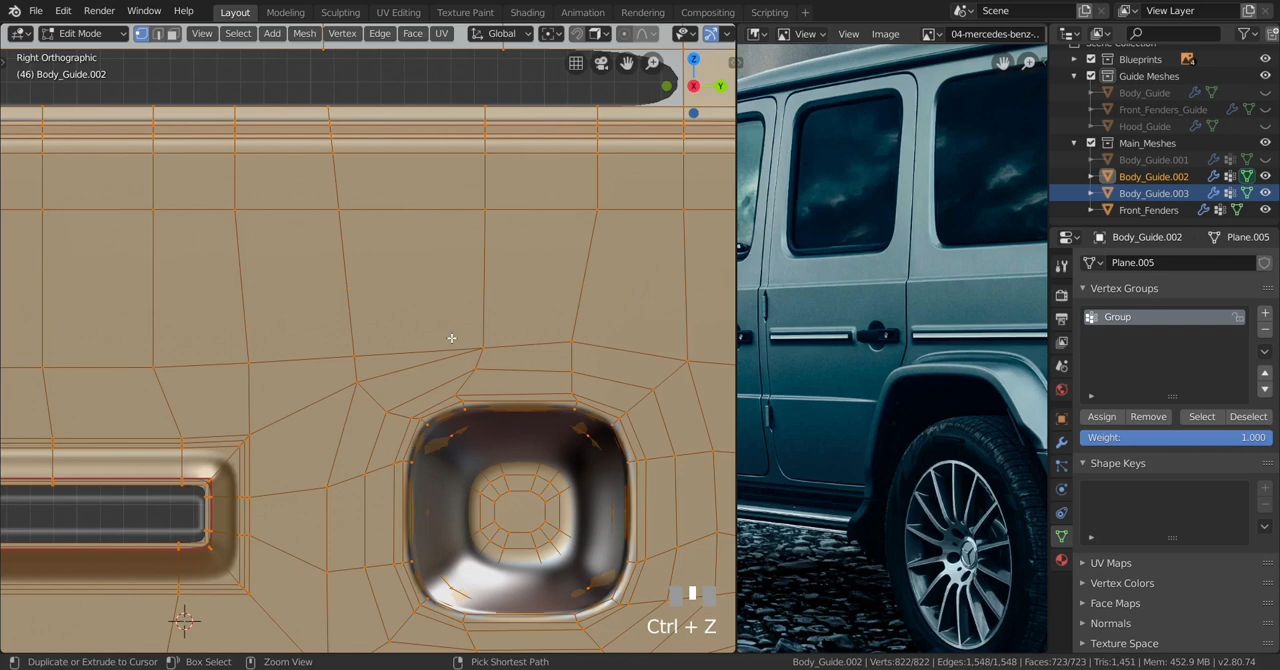 File Edit Render Window Help Layout Modeling Sculpting UV Editing Texture Paint Shading Animation Rendering Compositing Scripting + Scene View Layer
Edit Mode View Select Add Mesh Vertex Edge Face UV Global View View Image 04-mercedes-benz-..
Right Orthographic
(46) Body_Guide.002
Z
X
Y
Scene Collection
Blueprints 4
Guide Meshes
Body_Guide
Front_Fenders_Guide
Hood_Guide
Main_Meshes
Body_Guide.001
Body_Guide.002
Body_Guide.003
Front_Fenders
Body_Guide.002 Plane.005
Plane.005
Vertex Groups
Group
Assign Remove Select Deselect
Weight: 1.000
Shape Keys
UV Maps
Vertex Colors
Face Maps
Normals
Texture Space
Ctrl + Z
Duplicate or Extrude to Cursor Box Select Zoom View Pick Shortest Path Body_Guide.002 | Verts:822/822 | Edges:1,548/1,548 | Faces:723/723 | Tris:1,451 | Mem: 452.9 MB | v2.80.74